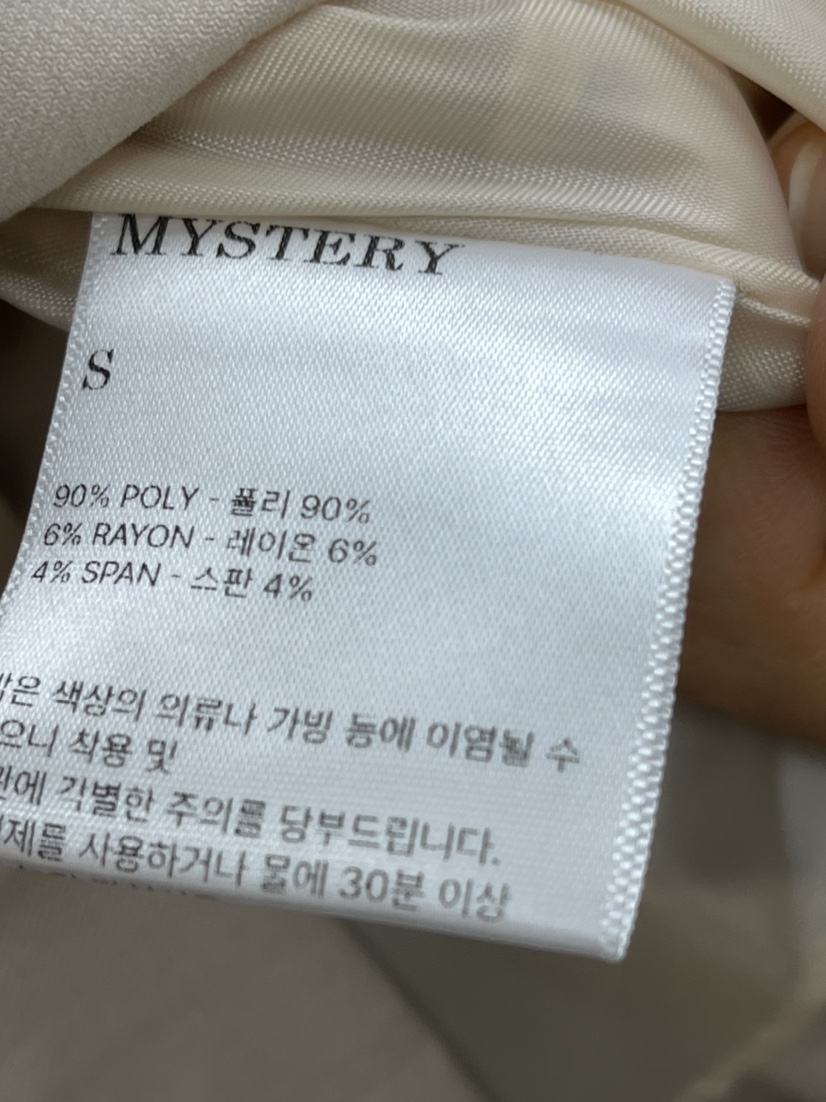 MYSTERY
S
90% POLY - 폴리 90%
6% RAYON - 레이온 6%
4% SPAN - 스판 4%
색상의 의류나 가방 등에 이염될 수
으니 착용 및
각별한 주의를 당부드립니다.
사용하거나 물에 30분 이상